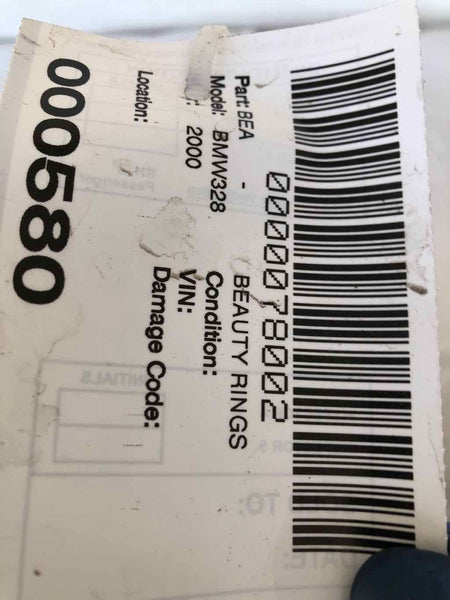 0000078002
Part: BEA - BEAUTY RINGS
Model: BMW328 Condition:
: 2000 VIN:
Location: Damage Code:
000580